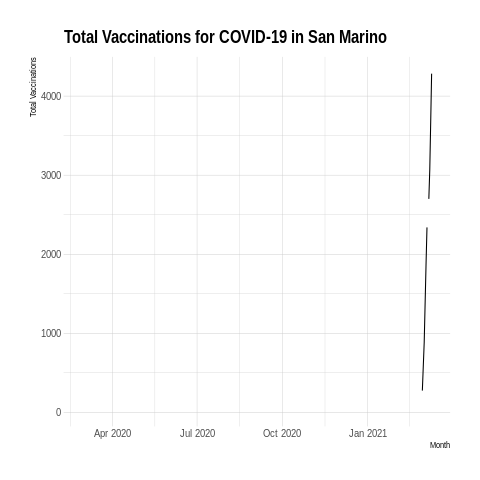 Total Vaccinations for COVID-19 in San Marino
Total Vaccinations
4000
3000
2000
1000
0
Apr 2020
Jul 2020
Oct 2020
Jan 2021
Month